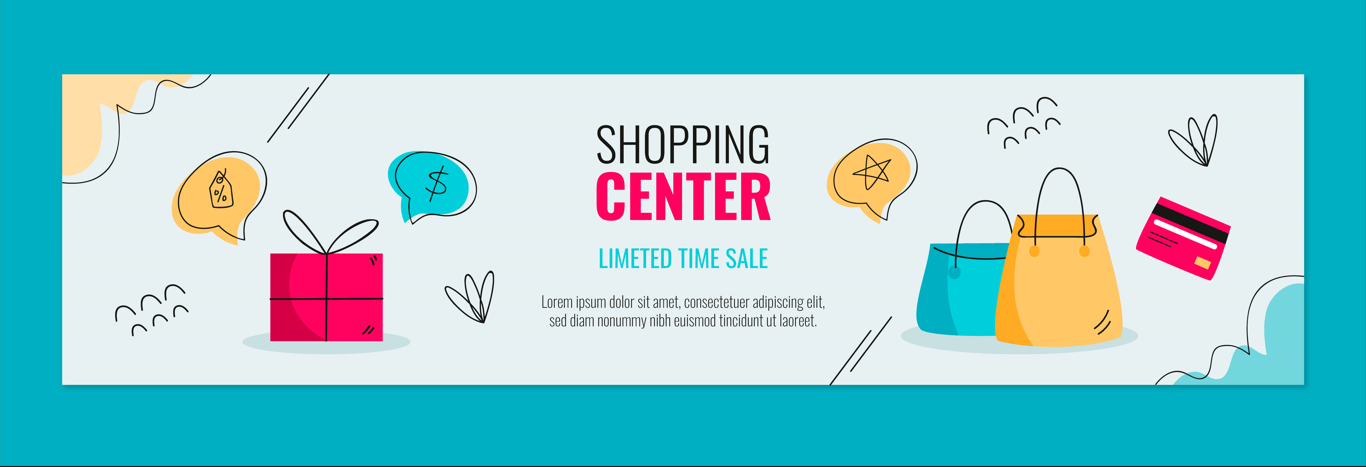 %
$
SHOPPING
CENTER
LIMETED TIME SALE
Lorem ipsum dolor sit amet, consectetuer adipiscing elit,
sed diam nonummy nibh euismod tincidunt ut laoreet.